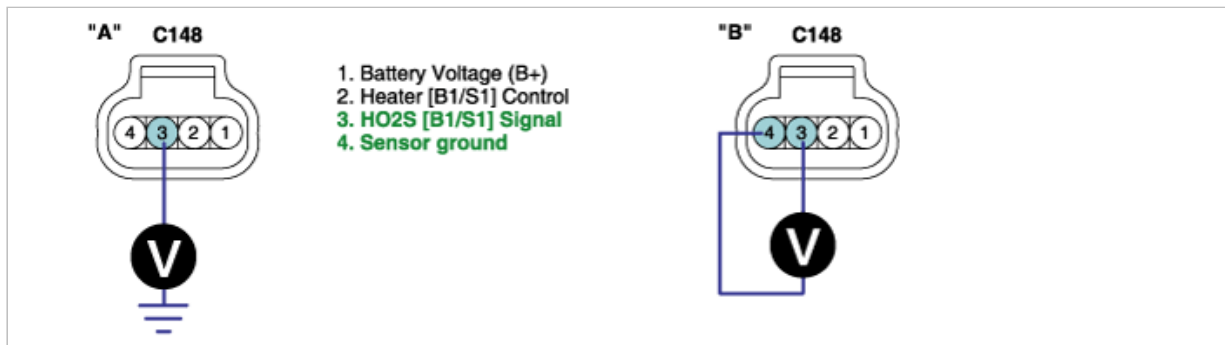 "A" C148
1. Battery Voltage (B+)
2. Heater [B1/S1] Control
3. HO2S [B1/S1] Signal
4. Sensor ground
4 3 2 1
V
"B" C148
4 3 2 1
V